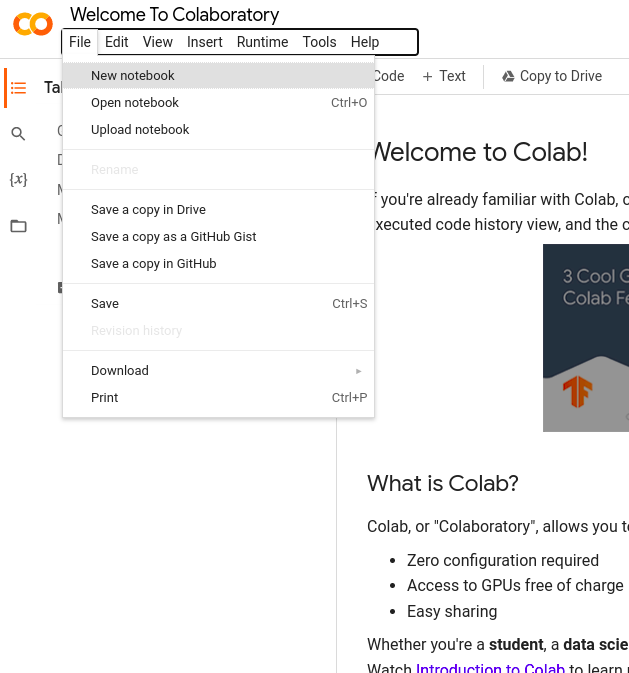 Welcome To Colaboratory
File Edit View Insert Runtime Tools Help
New notebook
Open notebook Ctrl+O
Upload notebook
Rename
Save a copy in Drive
Save a copy as a GitHub Gist
Save a copy in GitHub
Save Ctrl+S
Revision history
Download
Print Ctrl+P
Code + Text Copy to Drive
{x}
Welcome to Colab!
If you're already familiar with Colab,
executed code history view, and the
3 Cool
Colab
What is Colab?
Colab, or "Colaboratory", allows you
• Zero configuration required
• Access to GPUs free of charge
• Easy sharing
Whether you're a student, a data
Watch Introduction to Colab to learn